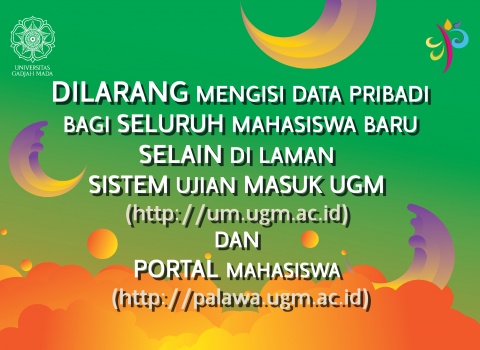 UNIVERSITAS
GADJAH MADA
DILARANG MENGISI DATA PRIBADI
BAGI SELURUH MAHASISWA BARU
SELAIN DI LAMAN
SISTEM UJIAN MASUK UGM
(http://um.ugm.ac.id)
DAN
PORTAL MAHASISWA
(http://palawa.ugm.ac.id)